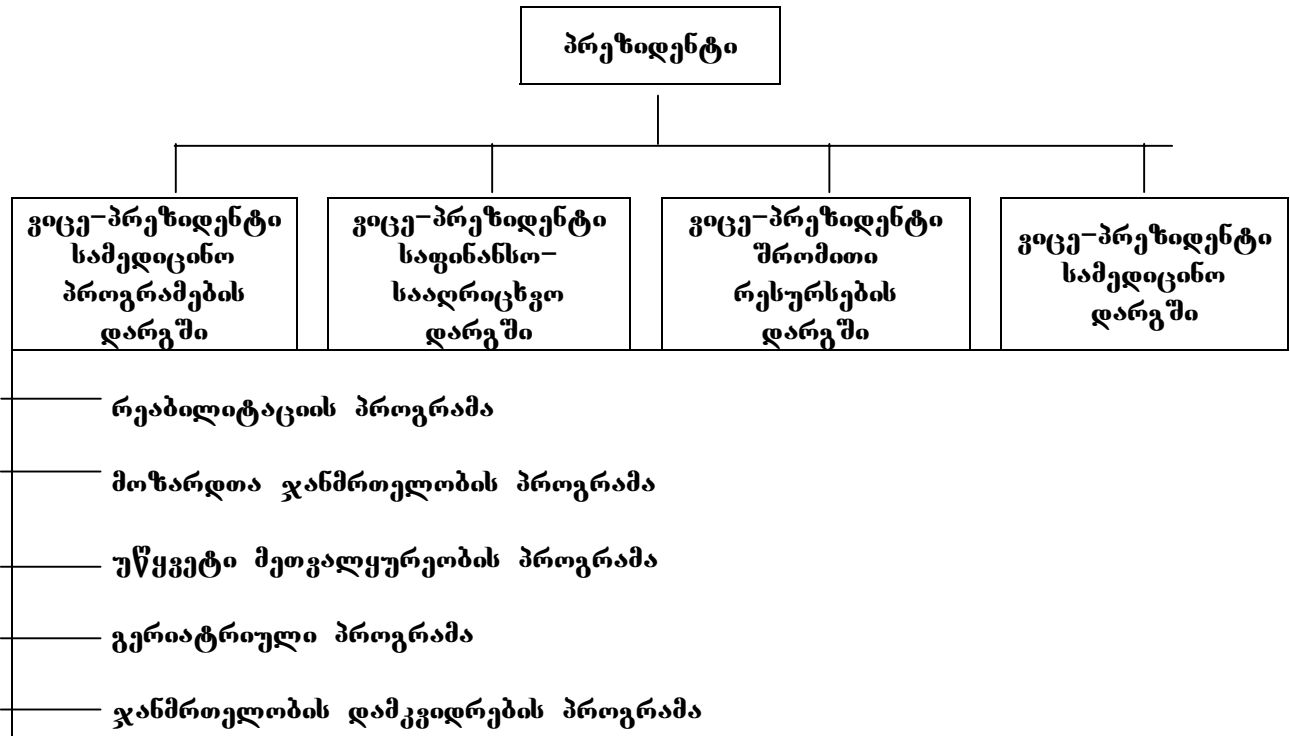 პრეზიდენტი
ვიცე-პრეზიდენტი
სამედიცინო
პროგრამების
დარგში
ვიცე-პრეზიდენტი
საფინანსო-
სააღრიცხვო
დარგში
ვიცე-პრეზიდენტი
შრომითი
რესურსების
დარგში
ვიცე-პრეზიდენტი
სამედიცინო
დარგში
რეაბილიტაციის პროგრამა
მოზარდთა ჯანმრთელობის პროგრამა
უწყვეტი მეთვალყურეობის პროგრამა
გერიატრიული პროგრამა
ჯანმრთელობის დამკვიდრების პროგრამა